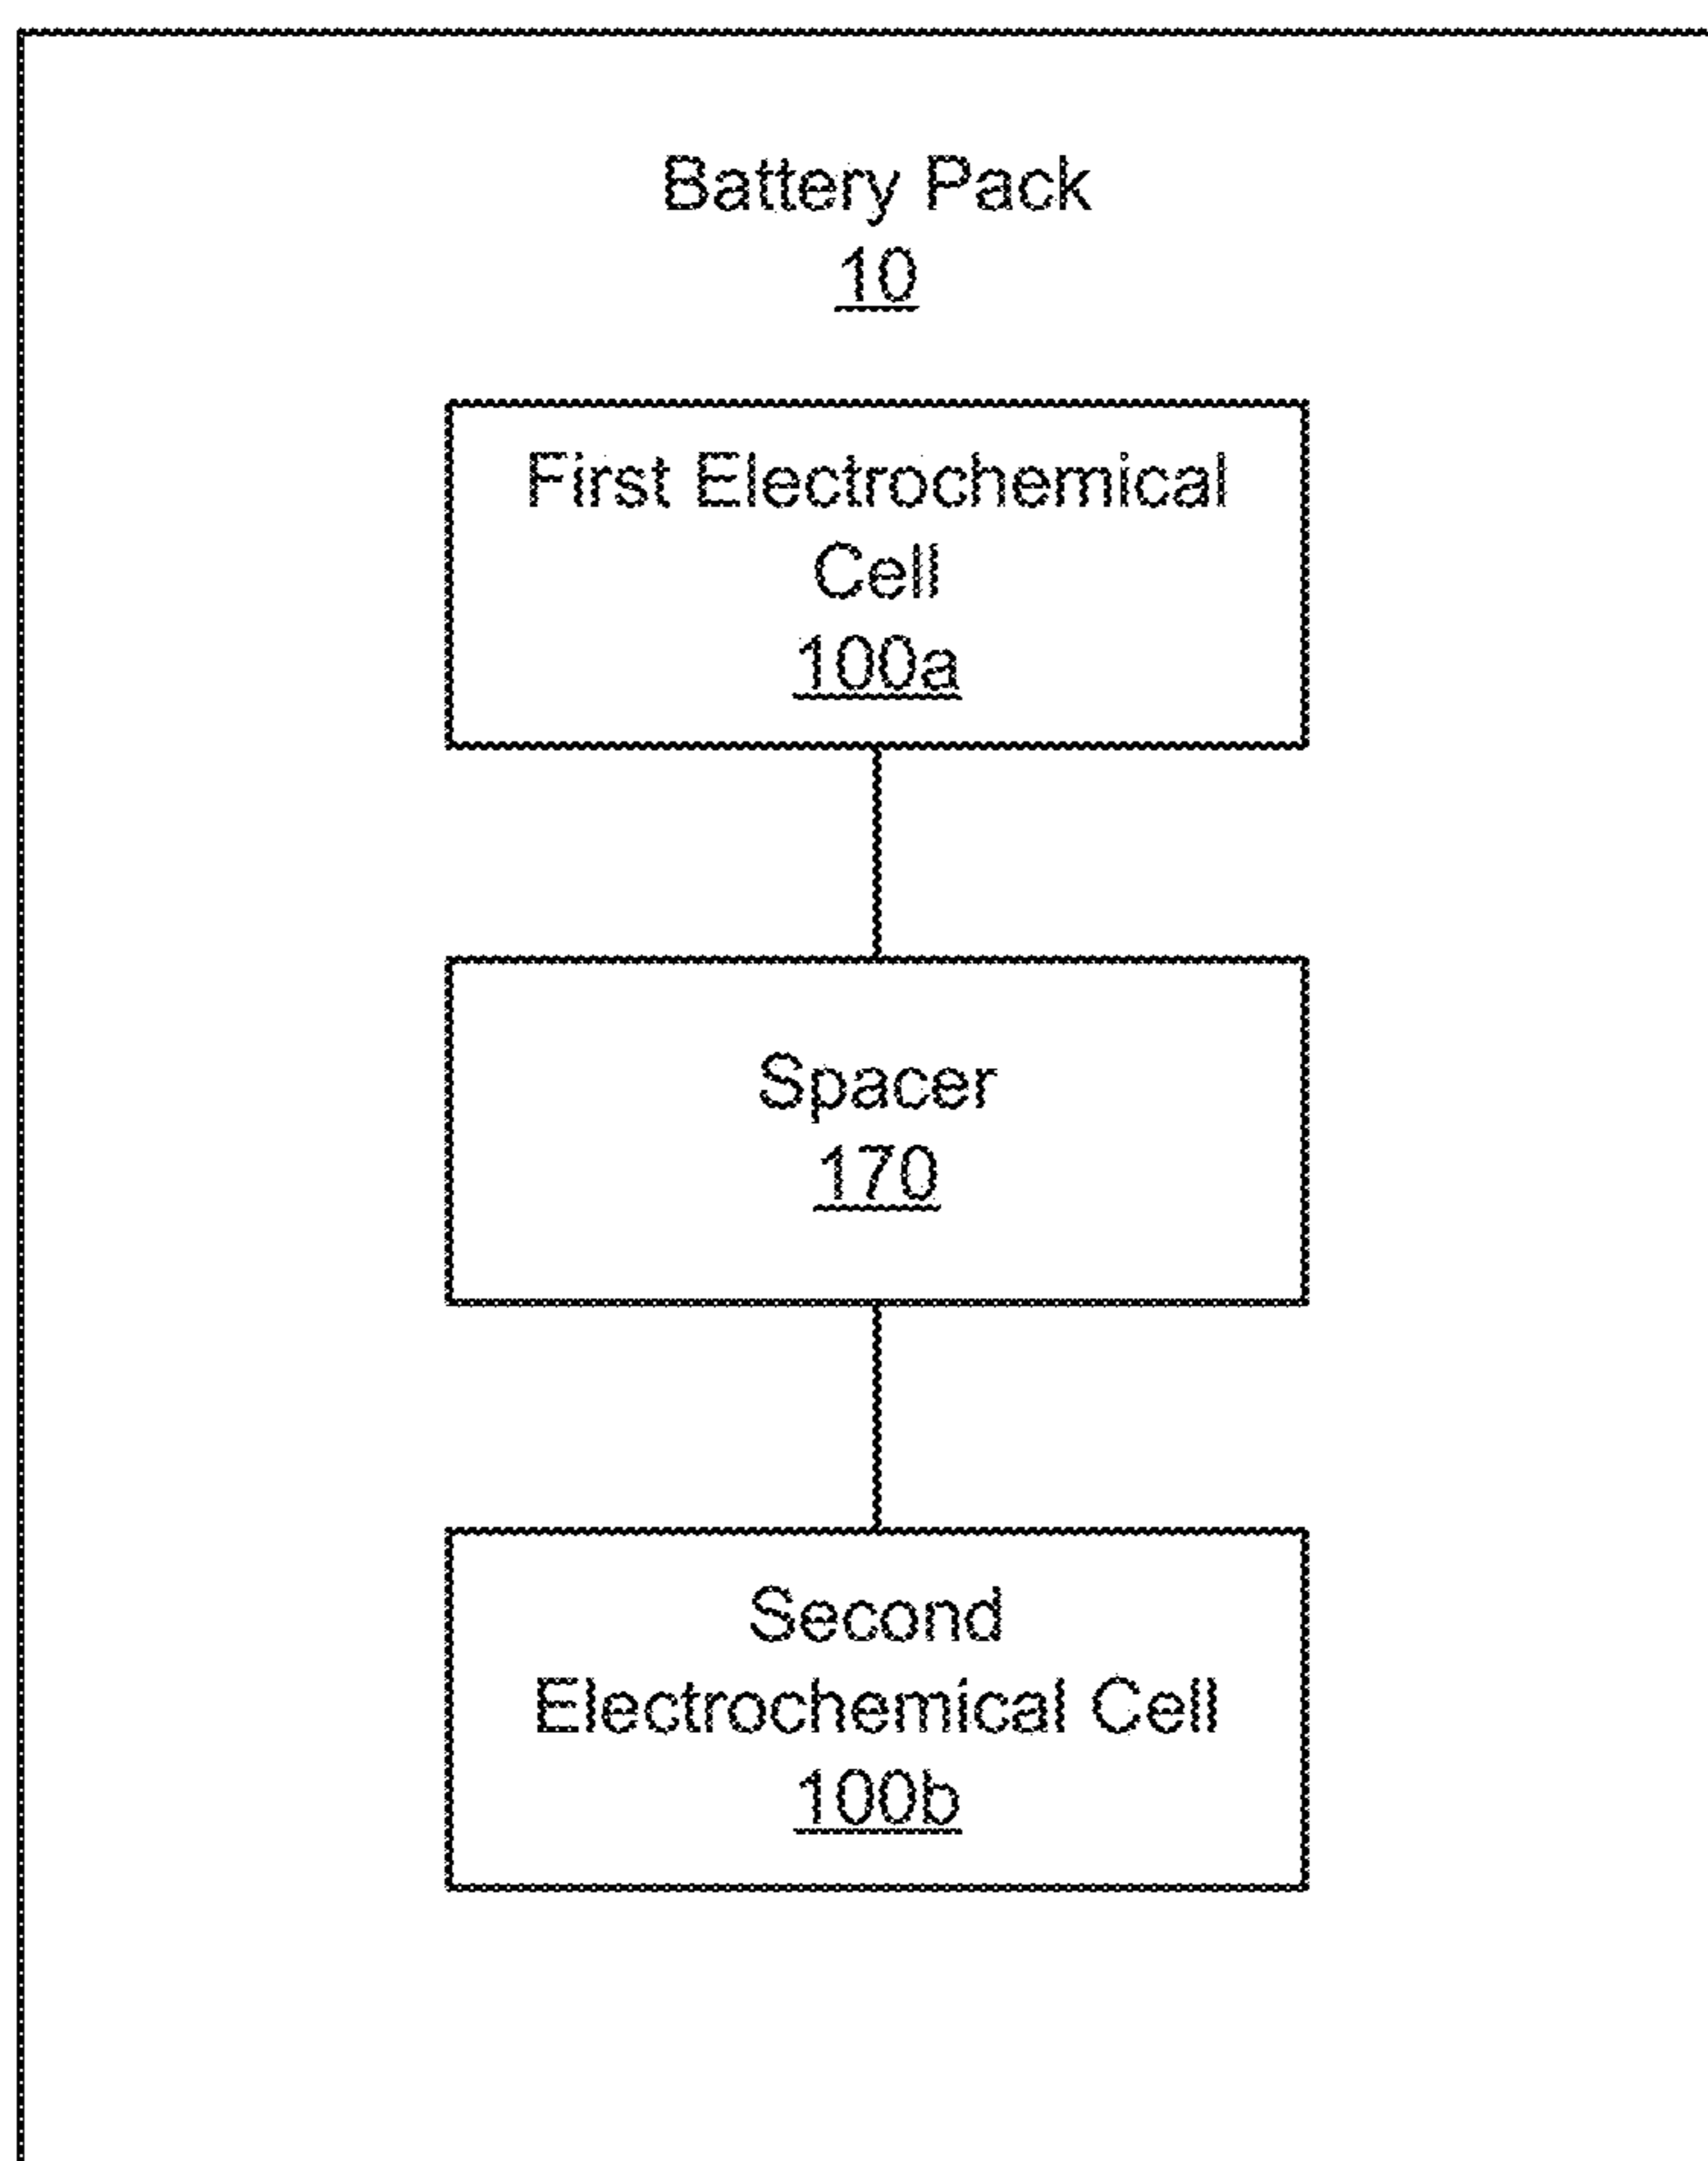 Battery Pack
10
First Electrochemical
Cell
100a
Spacer
170
Second
Electrochemical Cell
100b